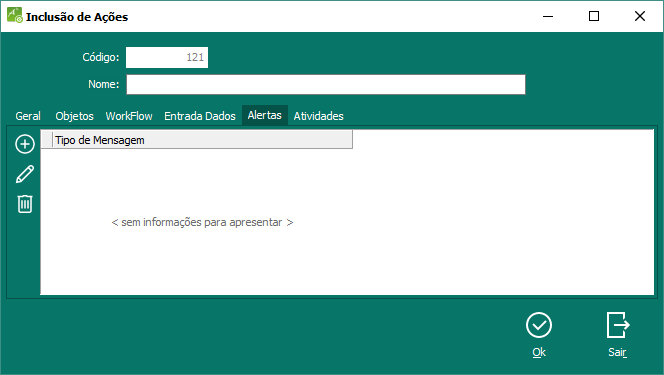 Inclusão de Ações
Código: 121
Nome:
Geral Objetos WorkFlow Entrada Dados Alertas Atividades
Tipo de Mensagem
< sem informações para apresentar >
Ok Sair